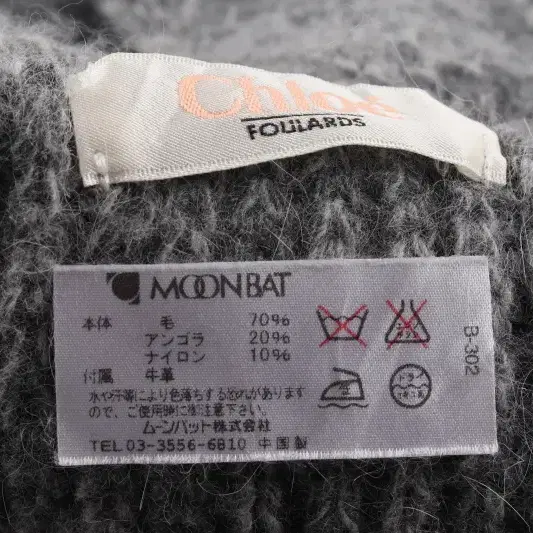 Chloé
FOULARDS
MOONBAT
本体 毛 70%
アンゴラ 20%
ナイロン 10%
付属 牛革
水や汗等により色落ちする恐れがあります
ので、ご使用時に御注意下さい。
ムーンバット株式会社
TEL 03-3556-6810 中国製
B-302